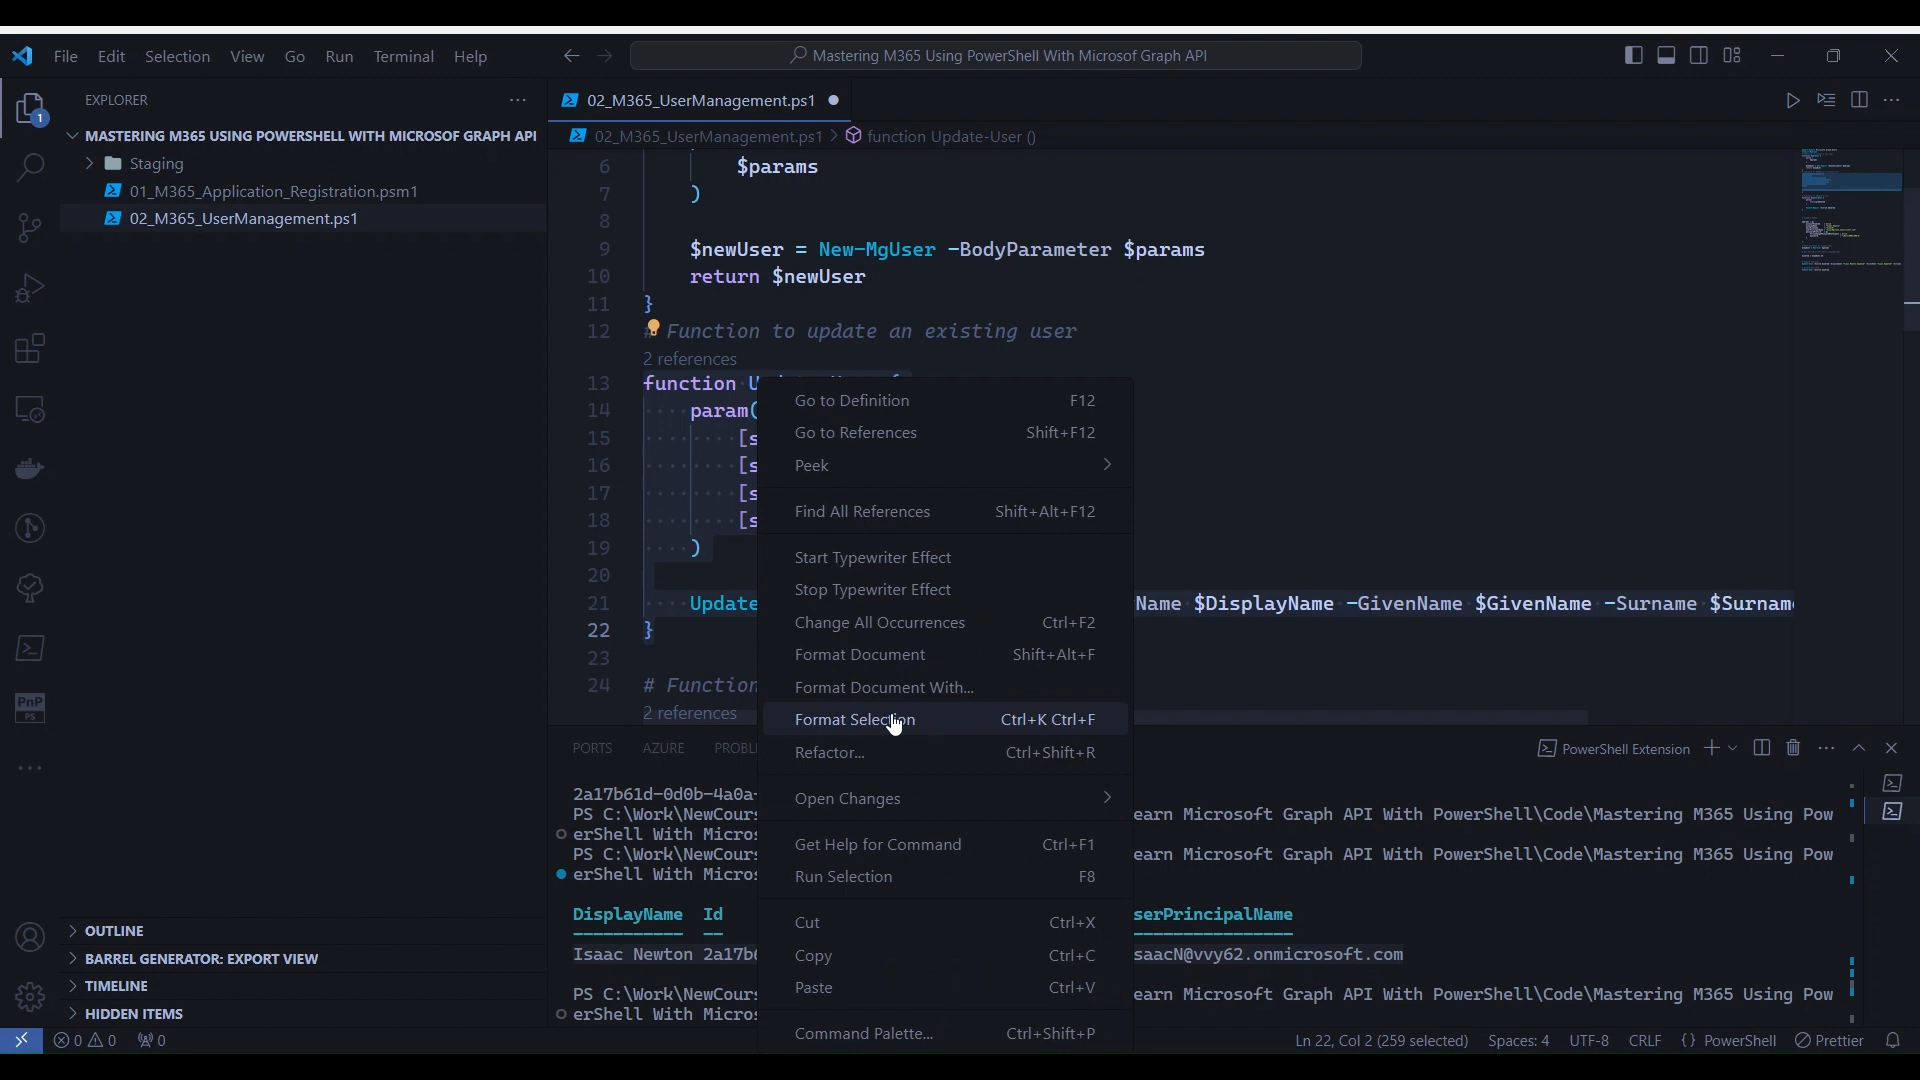 File Edit Selection View Go Run Terminal Help
Mastering M365 Using PowerShell With Microsof Graph API
EXPLORER
1
MASTERING M365 USING POWERSHELL WITH MICROSOF GRAPH API
Staging
01_M365_Application_Registration.psm1
02_M365_UserManagement.ps1
02_M365_UserManagement.ps1
02_M365_UserManagement.ps1 > function Update-User ()
6 $params
7 )
8
9 $newUser = New-MgUser -BodyParameter $params
10 return $newUser
11 }
12 # Function to update an existing user
2 references
13 function U
14 param(
15 [s
16 [s
17 [s
18 [s
19 )
20
21 Update Name $DisplayName -GivenName $GivenName -Surname $Surnam
22 }
23
24 # Function
2 references
Go to Definition F12
Go to References Shift+F12
Peek
Find All References Shift+Alt+F12
Start Typewriter Effect
Stop Typewriter Effect
Change All Occurrences Ctrl+F2
Format Document Shift+Alt+F
Format Document With...
Format Selection Ctrl+K Ctrl+F
Refactor... Ctrl+Shift+R
Open Changes
Get Help for Command Ctrl+F1
Run Selection F8
Cut Ctrl+X
Copy Ctrl+C
Paste Ctrl+V
Command Palette... Ctrl+Shift+P
PORTS AZURE PROBL
PowerShell Extension
2a17b61d-0d0b-4a0a-
PS C:\Work\NewCour earn Microsoft Graph API With PowerShell\Code\Mastering M365 Using Pow
erShell With Micros
PS C:\Work\NewCour earn Microsoft Graph API With PowerShell\Code\Mastering M365 Using Pow
erShell With Micros
DisplayName Id serPrincipalName
Isaac Newton 2a17b saacN@vvy62.onmicrosoft.com
PS C:\Work\NewCour earn Microsoft Graph API With PowerShell\Code\Mastering M365 Using Pow
erShell With Micros
PnP
PS
OUTLINE
BARREL GENERATOR: EXPORT VIEW
TIMELINE
HIDDEN ITEMS
0 0 0
Ln 22, Col 2 (259 selected) Spaces: 4 UTF-8 CRLF {} PowerShell Prettier